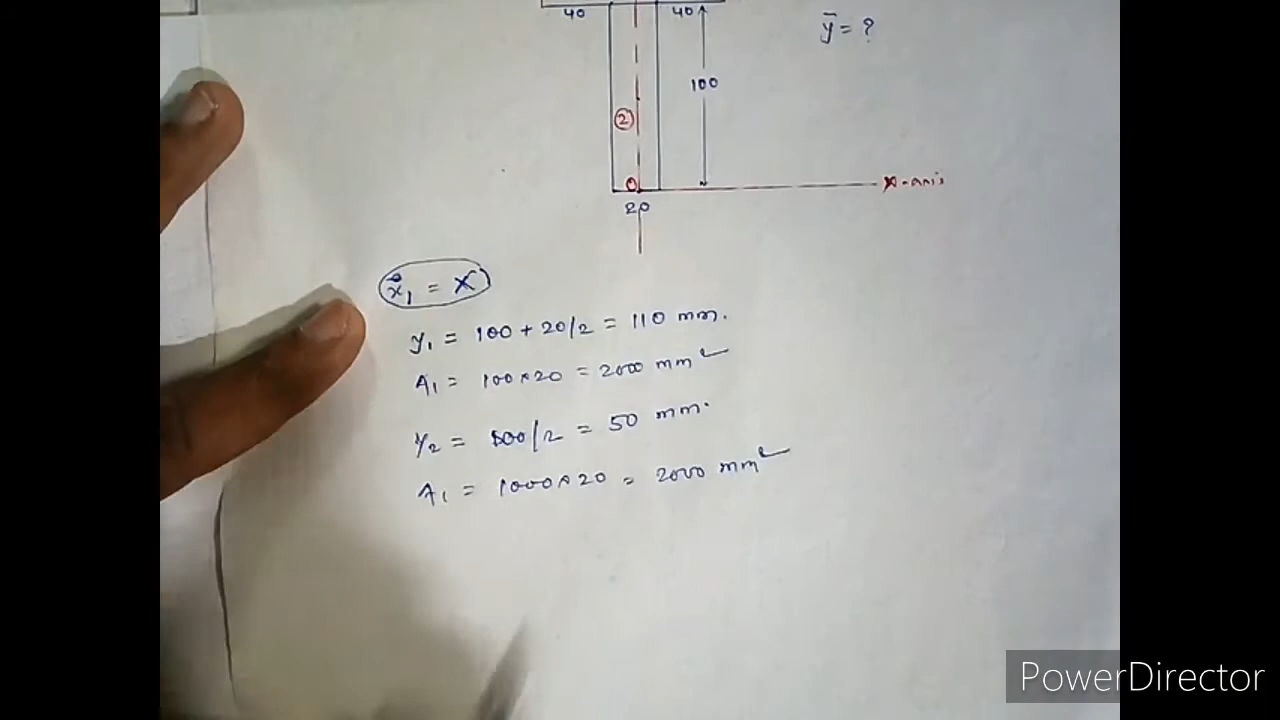 40 40
ȳ = ?
100
2
0
x-axis
20
x̄₁ = X
y₁ = 100 + 20/2 = 110 mm.
A₁ = 100 × 20 = 2000 mm²
y₂ = 100/2 = 50 mm.
A₁ = 1000 × 20 = 2000 mm²
PowerDirector